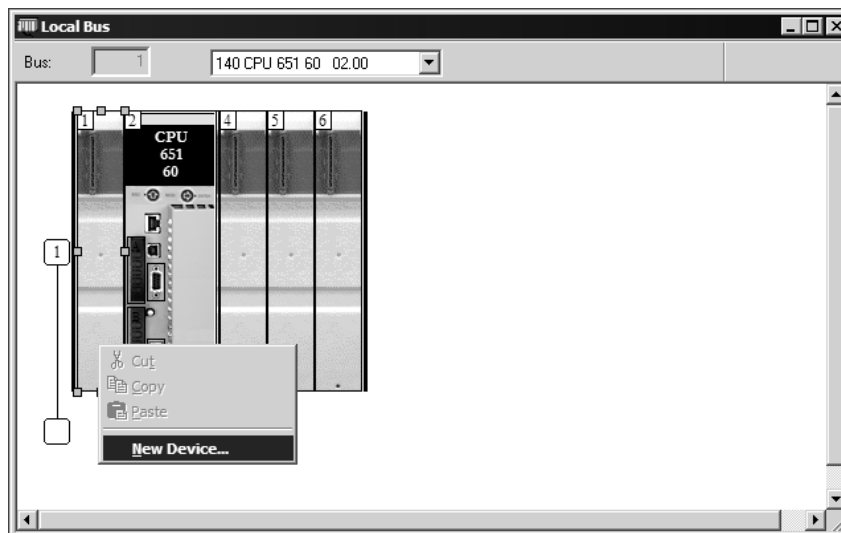 Local Bus
Bus:
1
140 CPU 651 60 02.00
1
2
4
5
6
CPU
651
60
1
Cut
Copy
Paste
New Device...